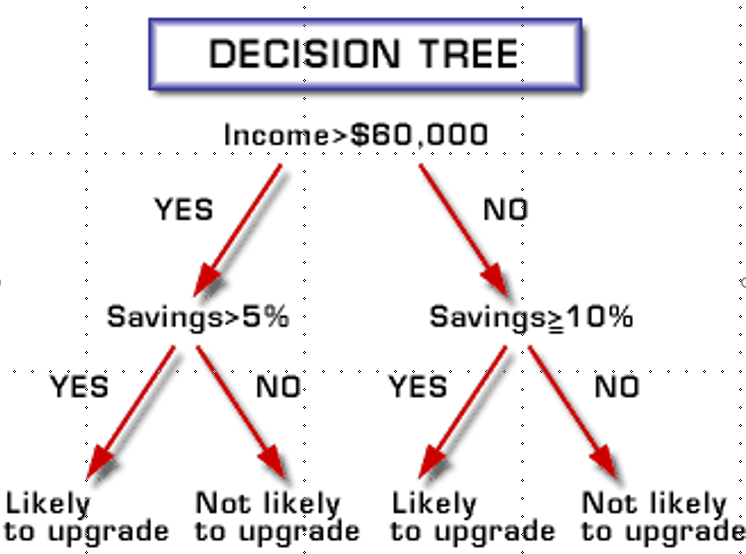 DECISION TREE
Income>$60,000
YES
NO
Savings>5%
Savings≧10%
YES
NO
YES
NO
Likely
to upgrade
Not likely
to upgrade
Likely
to upgrade
Not likely
to upgrade